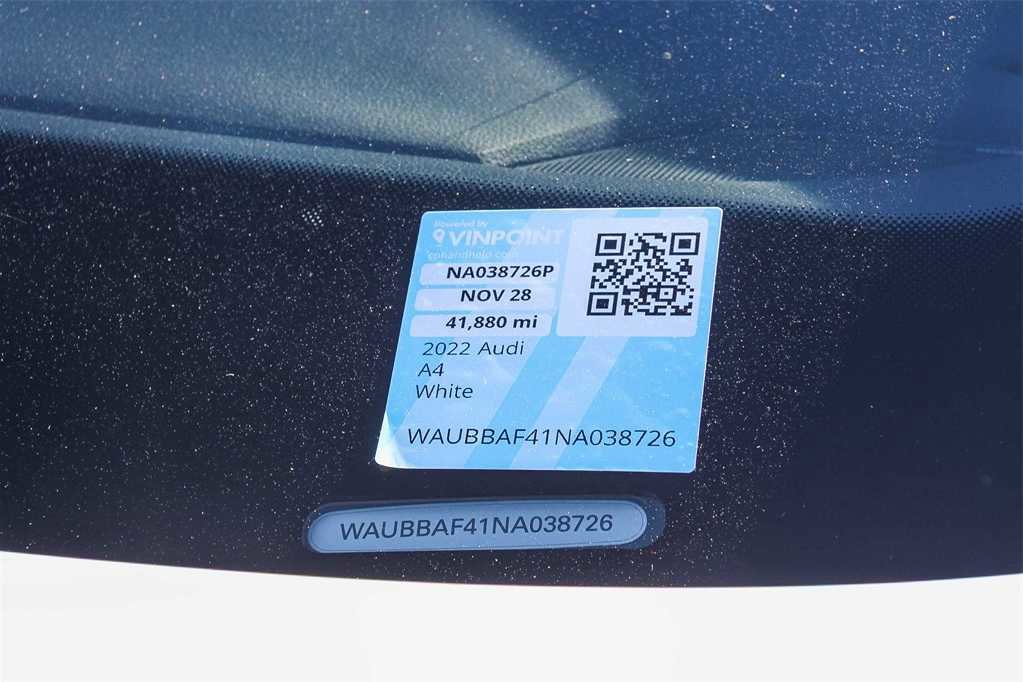 Powered by
VINPOINT
NA038726P
NOV 28
41,880 mi
2022 Audi
A4
White
WAUBBAF41NA038726
WAUBBAF41NA038726